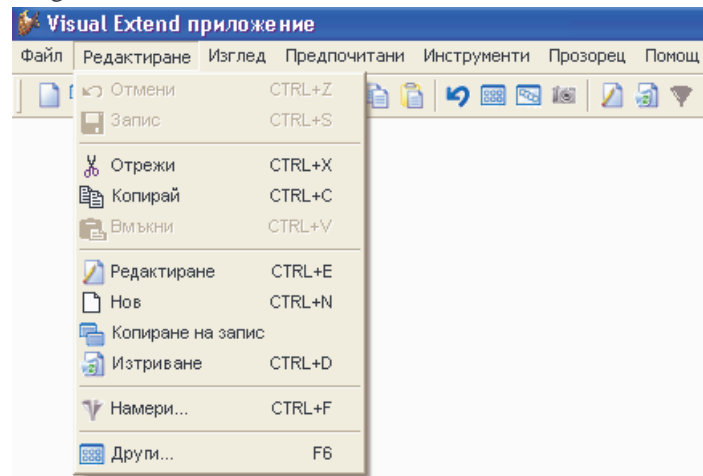 Visual Extend приложение
Файл Редактиране Изглед Предпочитани Инструменти Прозорец Помощ
Отмени CTRL+Z
Запис CTRL+S
Отрежи CTRL+X
Копирай CTRL+C
Вмъкни CTRL+V
Редактиране CTRL+E
Нов CTRL+N
Копиране на запис
Изтриване CTRL+D
Намери... CTRL+F
Други... F6